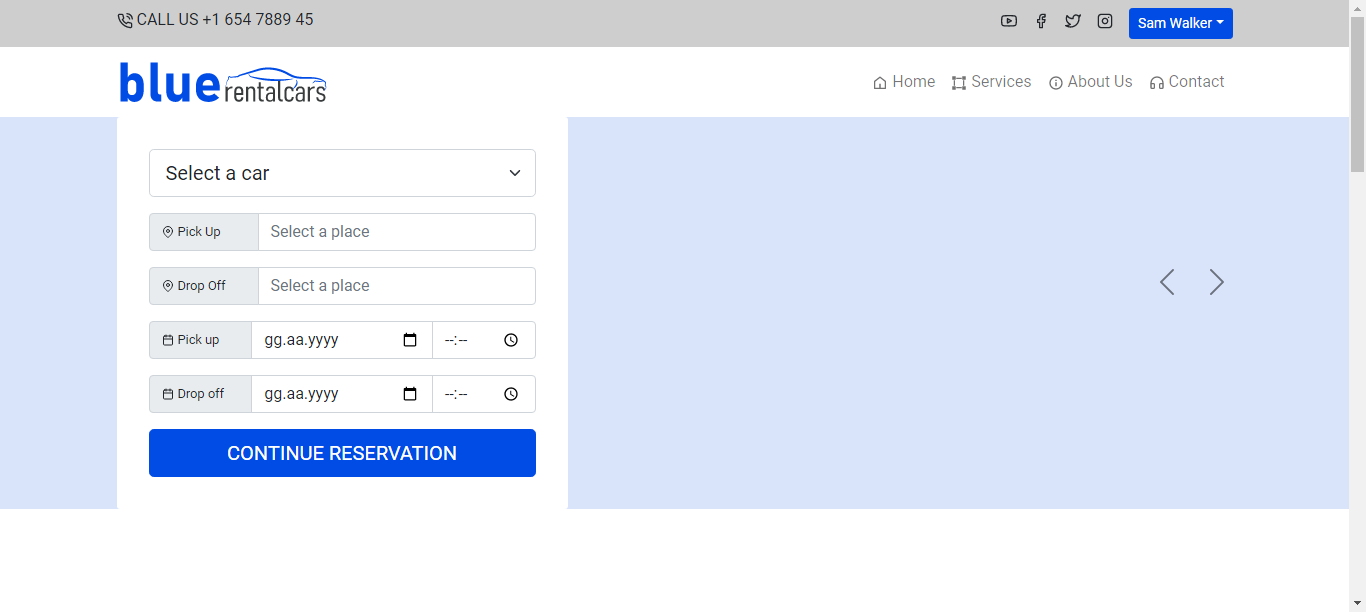 CALL US +1 654 7889 45
Sam Walker
blue rentalcars
Home Services About Us Contact
Select a car
Pick Up Select a place
Drop Off Select a place
Pick up gg.aa.yyyy --:--
Drop off gg.aa.yyyy --:--
CONTINUE RESERVATION